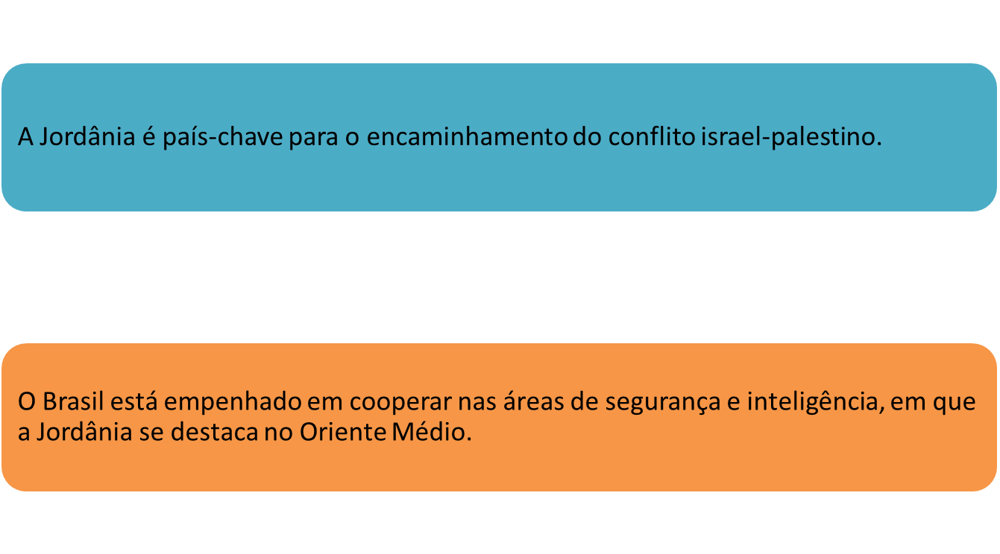 A Jordânia é país-chave para o encaminhamento do conflito israel-palestino.
O Brasil está empenhado em cooperar nas áreas de segurança e inteligência, em que
a Jordânia se destaca no Oriente Médio.